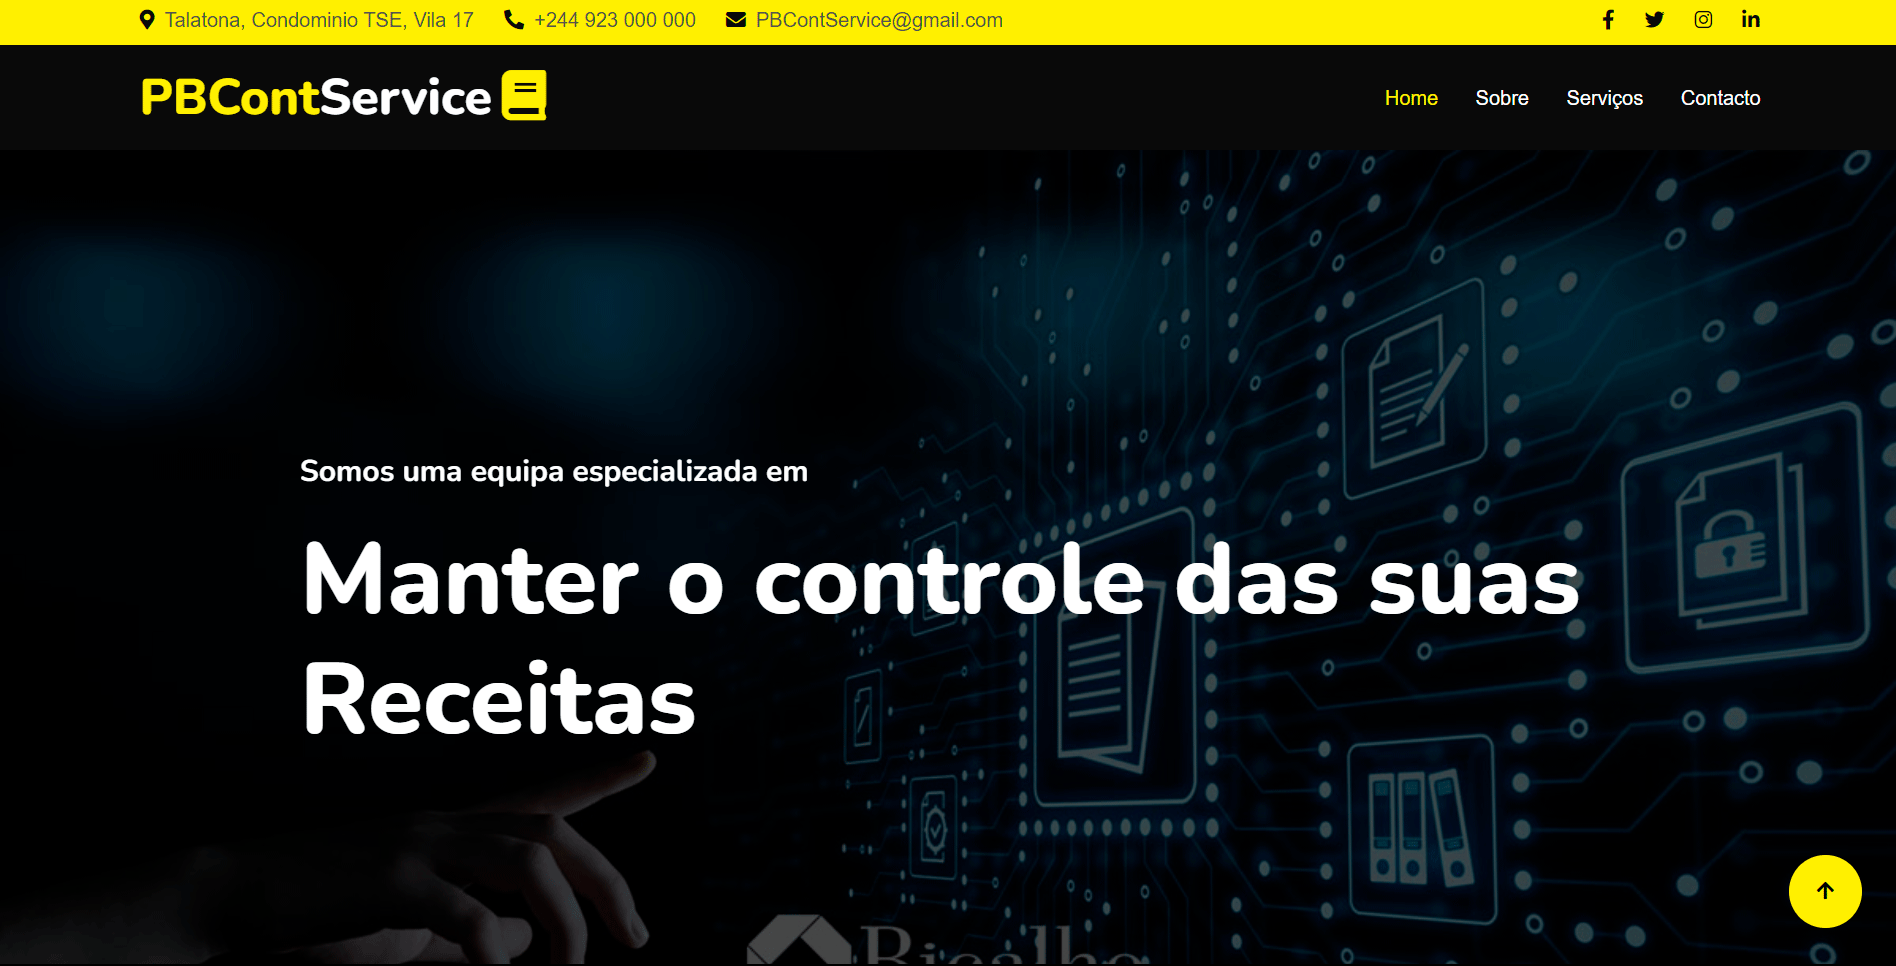 Talatona, Condominio TSE, Vila 17 +244 923 000 000 PBContService@gmail.com
PBContService
Home Sobre Serviços Contacto
Somos uma equipa especializada em
Manter o controle das suas
Receitas